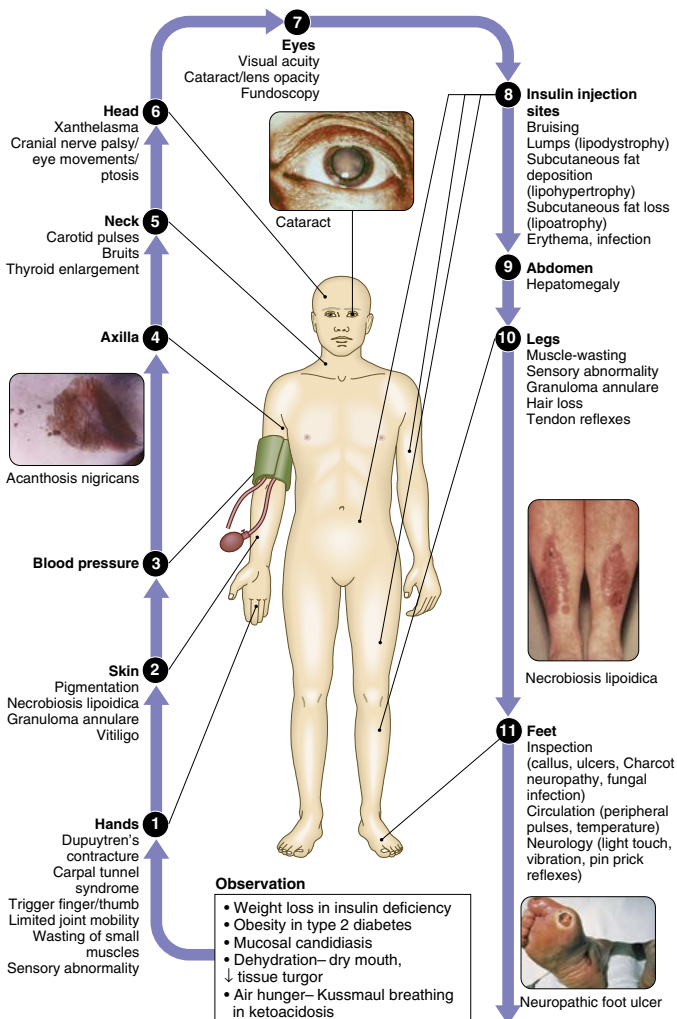 7
Eyes
Visual acuity
Cataract/lens opacity
Fundoscopy
Cataract
6
Head
Xanthelasma
Cranial nerve palsy/
eye movements/
ptosis
5
Neck
Carotid pulses
Bruits
Thyroid enlargement
4
Axilla
Acanthosis nigricans
3
Blood pressure
2
Skin
Pigmentation
Necrobiosis lipoidica
Granuloma annulare
Vitiligo
1
Hands
Dupuytren's
contracture
Carpal tunnel
syndrome
Trigger finger/thumb
Limited joint mobility
Wasting of small
muscles
Sensory abnormality
Observation
• Weight loss in insulin deficiency
• Obesity in type 2 diabetes
• Mucosal candidiasis
• Dehydration– dry mouth,
↓ tissue turgor
• Air hunger– Kussmaul breathing
in ketoacidosis
8
Insulin injection
sites
Bruising
Lumps (lipodystrophy)
Subcutaneous fat
deposition
(lipohypertrophy)
Subcutaneous fat loss
(lipoatrophy)
Erythema, infection
9
Abdomen
Hepatomegaly
10
Legs
Muscle-wasting
Sensory abnormality
Granuloma annulare
Hair loss
Tendon reflexes
Necrobiosis lipoidica
11
Feet
Inspection
(callus, ulcers, Charcot
neuropathy, fungal
infection)
Circulation (peripheral
pulses, temperature)
Neurology (light touch,
vibration, pin prick
reflexes)
Neuropathic foot ulcer